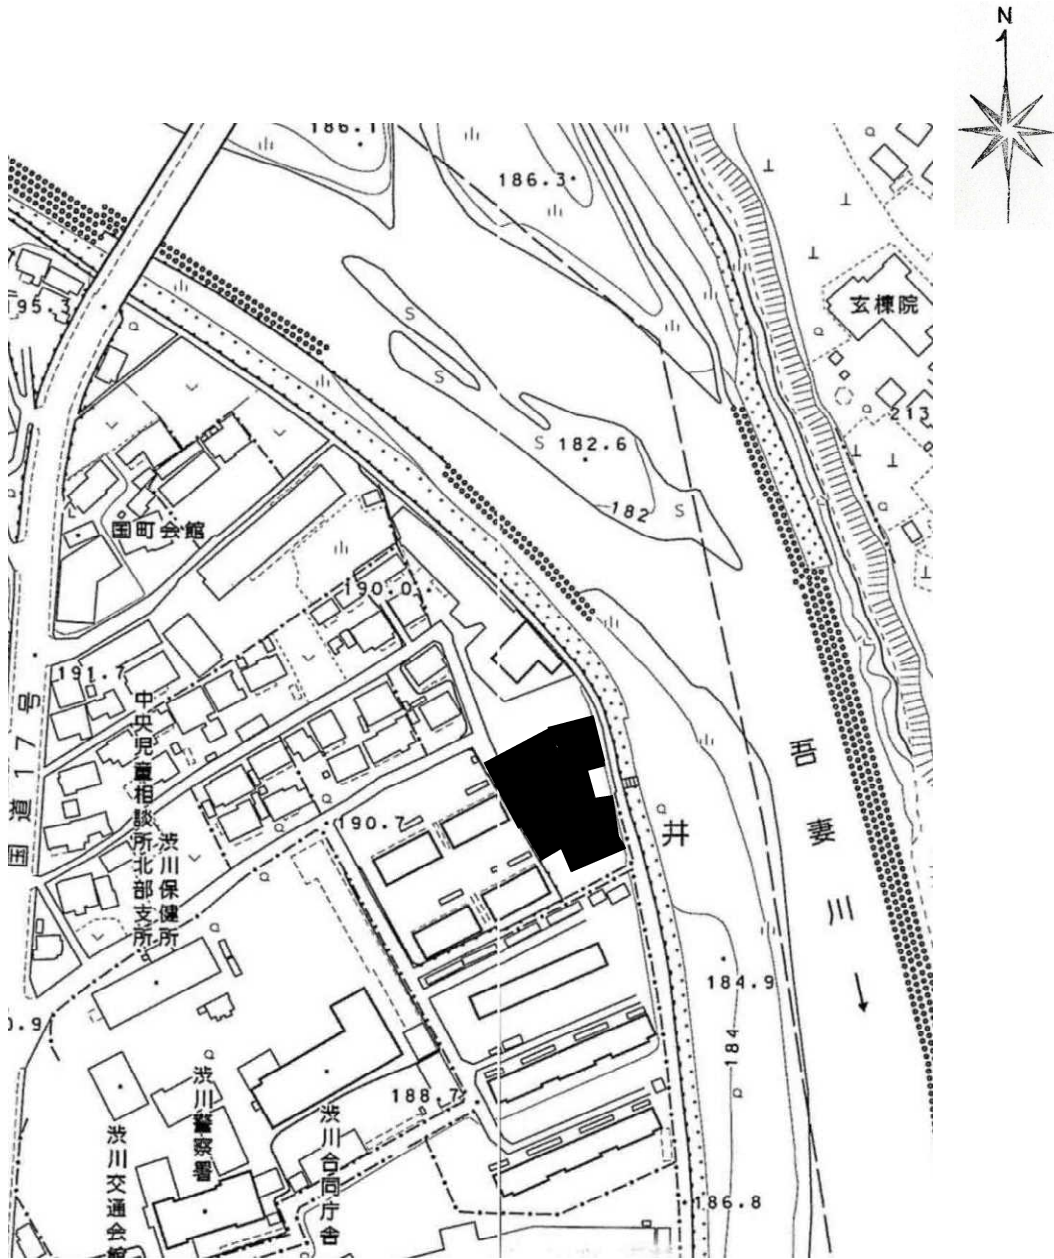 N
186.1
186.3
玄棟院
195.3
213
182.6
182
国町会館
190.0
191.7
国道17号
中央児童相談所北部支所
渋川保健所
190.7
井
吾妻川
184.9
184
0.9
188.7
渋川警察署
渋川合同庁舎
渋川交通会館
186.8
S
S
S
S